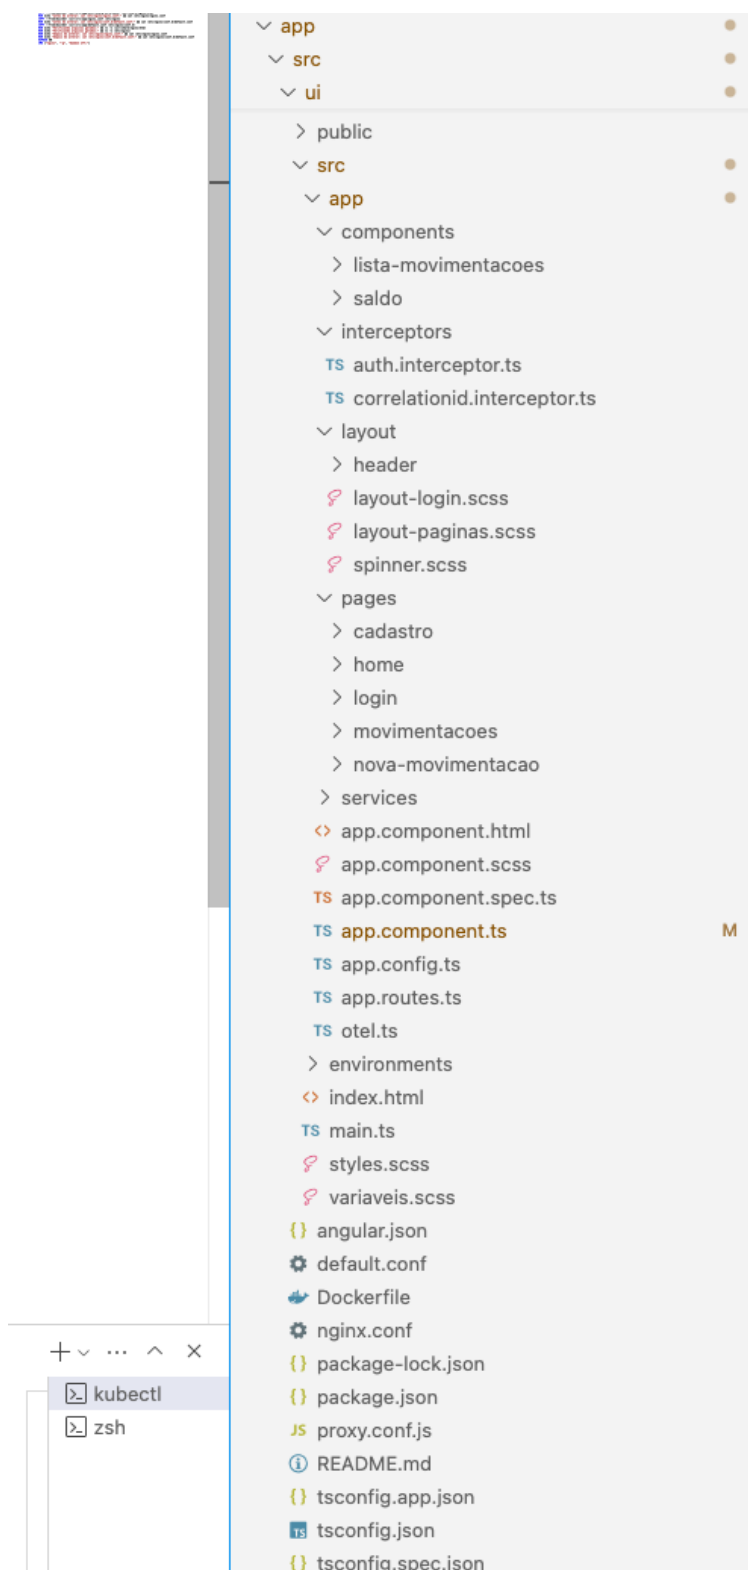 app
src
ui
public
src
app
components
lista-movimentacoes
saldo
interceptors
TS auth.interceptor.ts
TS correlationid.interceptor.ts
layout
header
layout-login.scss
layout-paginas.scss
spinner.scss
pages
cadastro
home
login
movimentacoes
nova-movimentacao
services
<> app.component.html
app.component.scss
TS app.component.spec.ts
TS app.component.ts M
TS app.config.ts
TS app.routes.ts
TS otel.ts
environments
<> index.html
TS main.ts
styles.scss
variaveis.scss
{} angular.json
default.conf
Dockerfile
nginx.conf
{} package-lock.json
{} package.json
JS proxy.conf.js
README.md
{} tsconfig.app.json
TS tsconfig.json
{} tsconfig.spec.json
kubectl
zsh